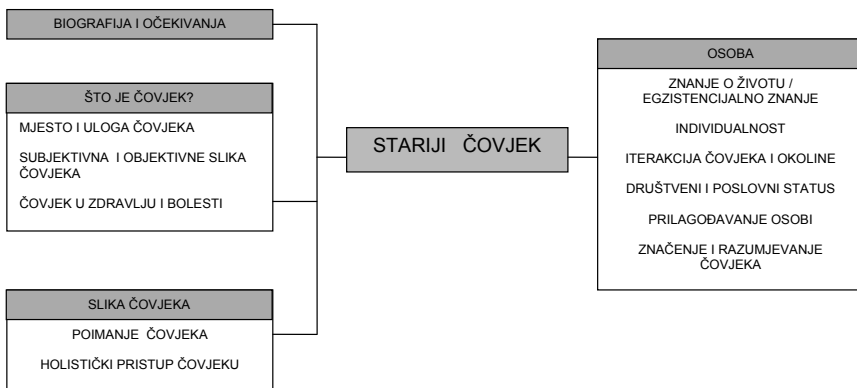 BIOGRAFIJA I OČEKIVANJA
ŠTO JE ČOVJEK?
MJESTO I ULOGA ČOVJEKA
SUBJEKTIVNA I OBJEKTIVNE SLIKA
ČOVJEKA
ČOVJEK U ZDRAVLJU I BOLESTI
SLIKA ČOVJEKA
POIMANJE ČOVJEKA
HOLISTIČKI PRISTUP ČOVJEKU
STARIJI ČOVJEK
OSOBA
ZNANJE O ŽIVOTU /
EGZISTENCIJALNO ZNANJE
INDIVIDUALNOST
ITERAKCIJA ČOVJEKA I OKOLINE
DRUŠTVENI I POSLOVNI STATUS
PRILAGOĐAVANJE OSOBI
ZNAČENJE I RAZUMJEVANJE
ČOVJEKA